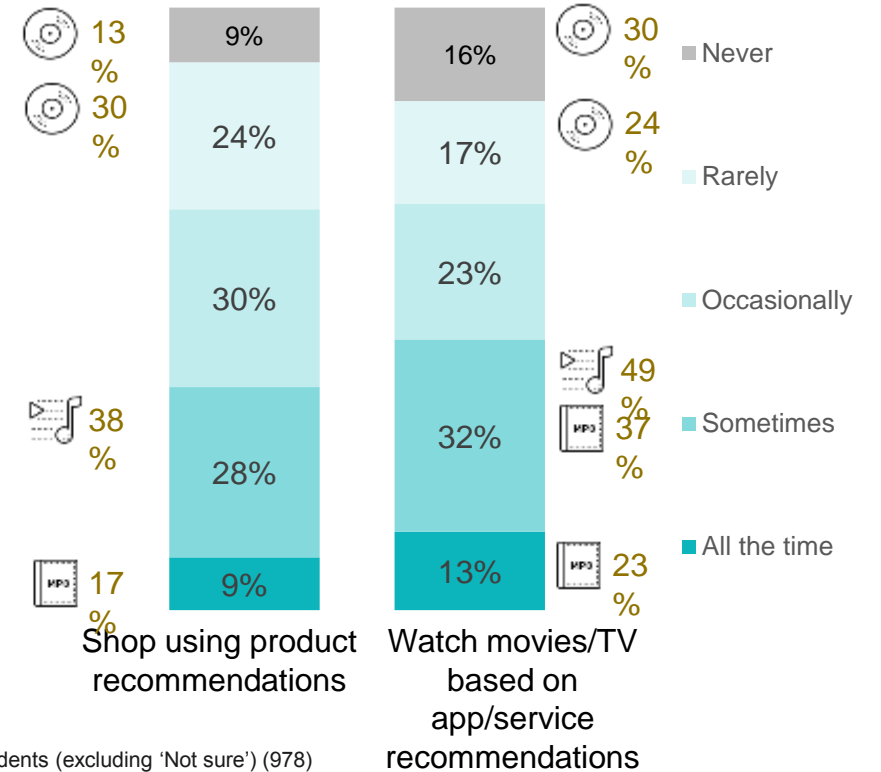 13
%
9%
16%
30
%
Never
30
%
24%
17%
24
%
Rarely
30%
23%
Occasionally
38
%
28%
32%
49
%
MP3
37
%
Sometimes
MP3
17
%
9%
13%
MP3
23
%
All the time
Shop using product
recommendations
Watch movies/TV
based on
app/service
recommendations
dents (excluding 'Not sure') (978)